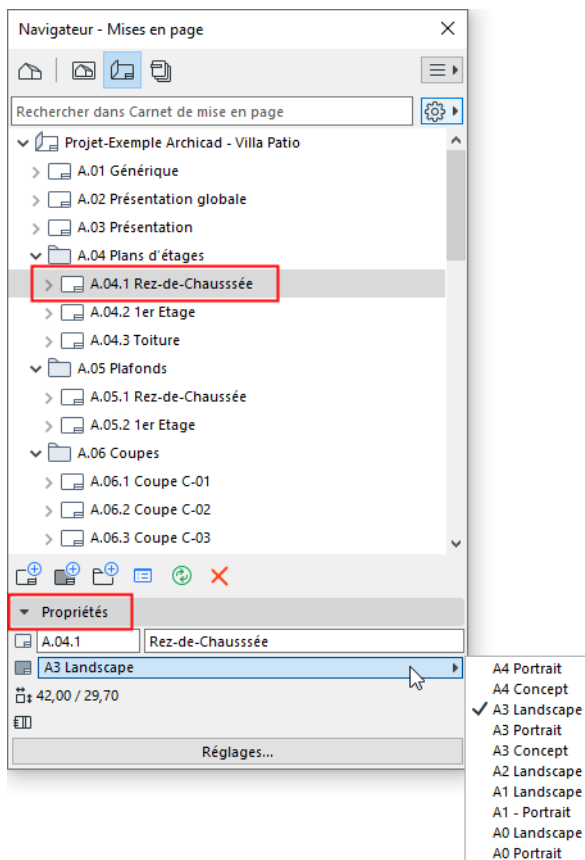 Navigateur - Mises en page
Rechercher dans Carnet de mise en page
Projet-Exemple Archicad - Villa Patio
A.01 Générique
A.02 Présentation globale
A.03 Présentation
A.04 Plans d'étages
A.04.1 Rez-de-Chausssée
A.04.2 1er Etage
A.04.3 Toiture
A.05 Plafonds
A.05.1 Rez-de-Chaussée
A.05.2 1er Etage
A.06 Coupes
A.06.1 Coupe C-01
A.06.2 Coupe C-02
A.06.3 Coupe C-03
Propriétés
A.04.1 Rez-de-Chausssée
A3 Landscape
42,00 / 29,70
Réglages...
A4 Portrait
A4 Concept
A3 Landscape
A3 Portrait
A3 Concept
A2 Landscape
A1 Landscape
A1 - Portrait
A0 Landscape
A0 Portrait